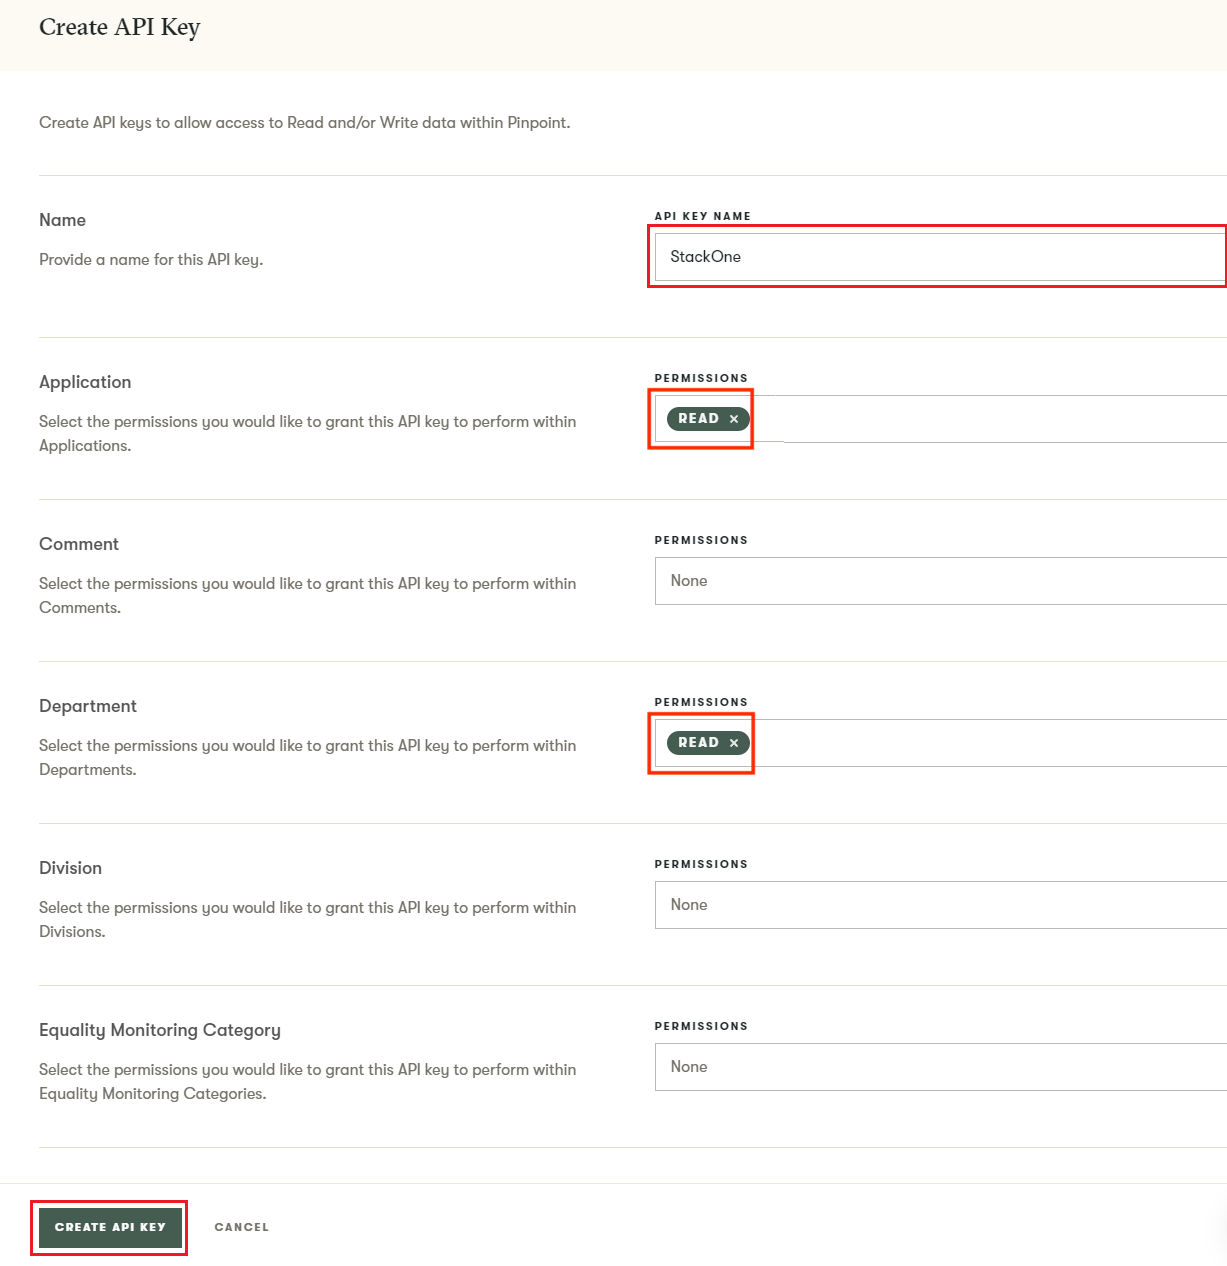 Create API Key
Create API keys to allow access to Read and/or Write data within Pinpoint.
Name
Provide a name for this API key.
API KEY NAME
StackOne
Application
Select the permissions you would like to grant this API key to perform within
Applications.
PERMISSIONS
READ ×
Comment
Select the permissions you would like to grant this API key to perform within
Comments.
PERMISSIONS
None
Department
Select the permissions you would like to grant this API key to perform within
Departments.
PERMISSIONS
READ ×
Division
Select the permissions you would like to grant this API key to perform within
Divisions.
PERMISSIONS
None
Equality Monitoring Category
Select the permissions you would like to grant this API key to perform within
Equality Monitoring Categories.
PERMISSIONS
None
CREATE API KEY
CANCEL